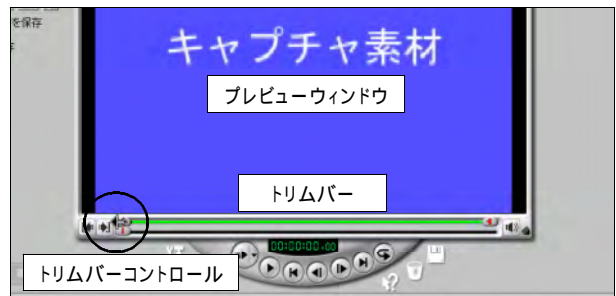 を保存
キャプチャ素材
プレビューウィンドウ
トリムバー
00:00:00.00
トリムバーコントロール